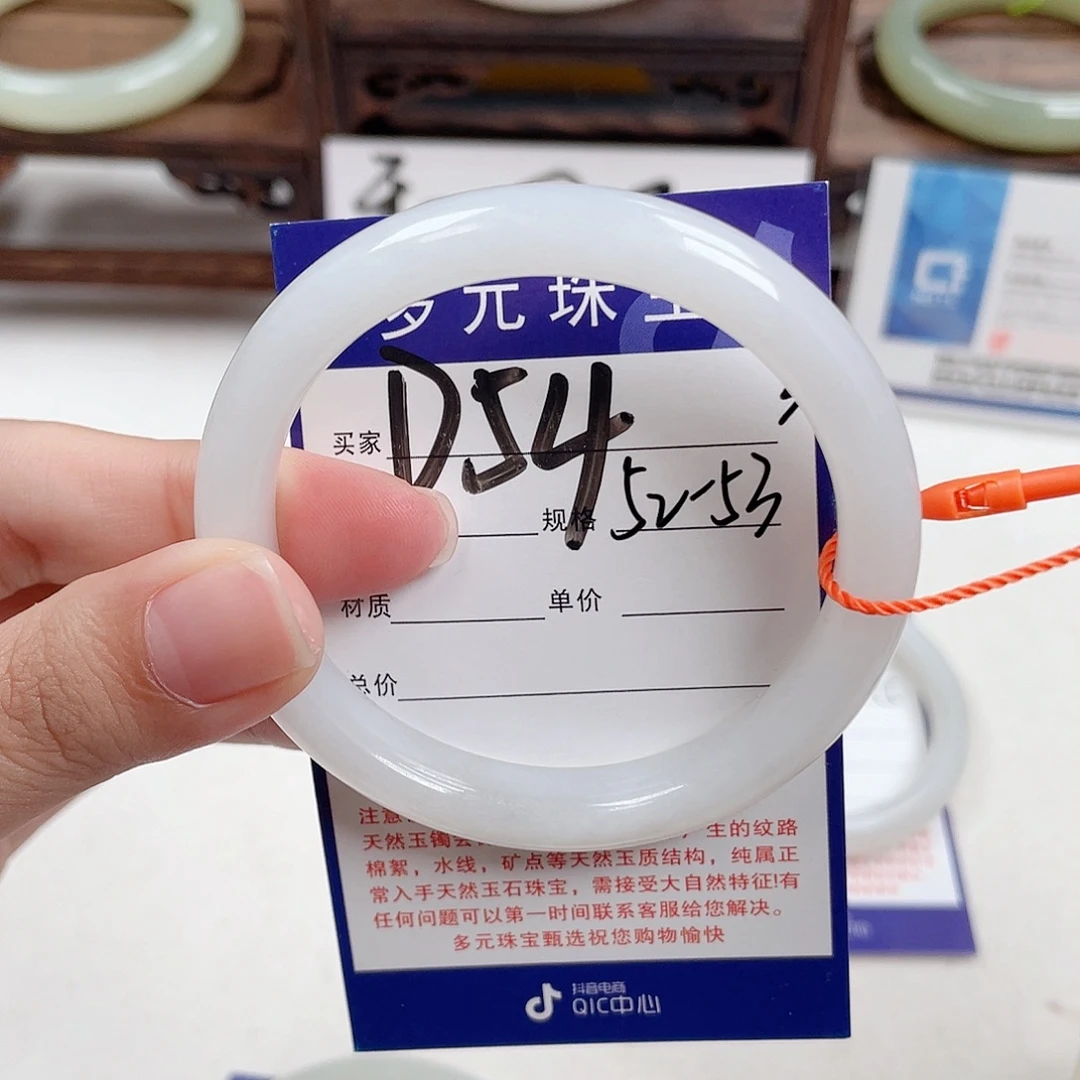 多元珠宝
买家 D54
规格 52-53
材质 单价
总价
注意
天然玉镯 生的纹路
棉絮，水线，矿点等天然玉质结构，纯属正
常入手天然玉石珠宝，需接受大自然特征!有
任何问题可以第一时间联系客服给您解决。
多元珠宝甄选祝您购物愉快
抖音电商
QIC中心